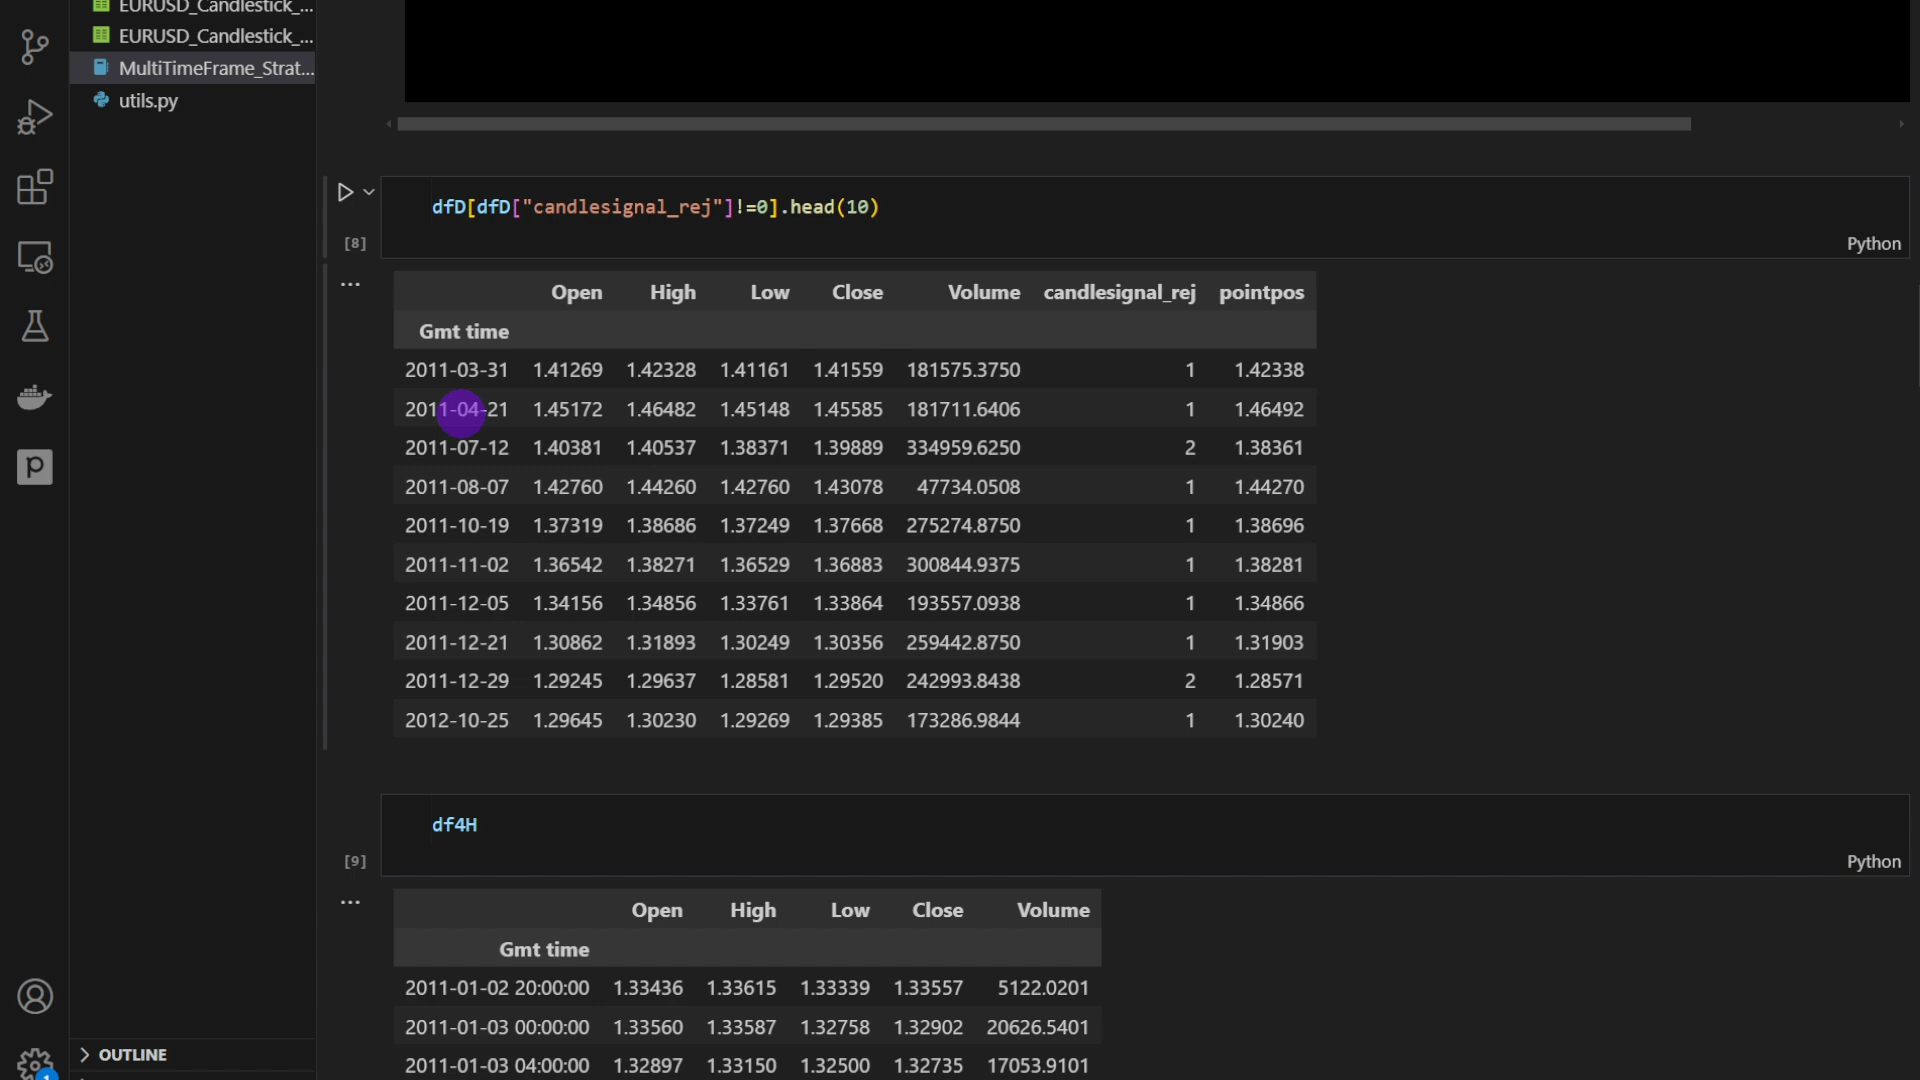 EURUSD_Candlestick_...
EURUSD_Candlestick_...
MultiTimeFrame_Strat...
utils.py
dfD[dfD["candlesignal_rej"]!=0].head(10)
[8]
Python
...
Open High Low Close Volume candlesignal_rej pointpos
Gmt time
2011-03-31 1.41269 1.42328 1.41161 1.41559 181575.3750 1 1.42338
2011-04-21 1.45172 1.46482 1.45148 1.45585 181711.6406 1 1.46492
2011-07-12 1.40381 1.40537 1.38371 1.39889 334959.6250 2 1.38361
2011-08-07 1.42760 1.44260 1.42760 1.43078 47734.0508 1 1.44270
2011-10-19 1.37319 1.38686 1.37249 1.37668 275274.8750 1 1.38696
2011-11-02 1.36542 1.38271 1.36529 1.36883 300844.9375 1 1.38281
2011-12-05 1.34156 1.34856 1.33761 1.33864 193557.0938 1 1.34866
2011-12-21 1.30862 1.31893 1.30249 1.30356 259442.8750 1 1.31903
2011-12-29 1.29245 1.29637 1.28581 1.29520 242993.8438 2 1.28571
2012-10-25 1.29645 1.30230 1.29269 1.29385 173286.9844 1 1.30240
df4H
[9]
Python
...
Open High Low Close Volume
Gmt time
2011-01-02 20:00:00 1.33436 1.33615 1.33339 1.33557 5122.0201
2011-01-03 00:00:00 1.33560 1.33587 1.32758 1.32902 20626.5401
2011-01-03 04:00:00 1.32897 1.33150 1.32500 1.32735 17053.9101
OUTLINE
1